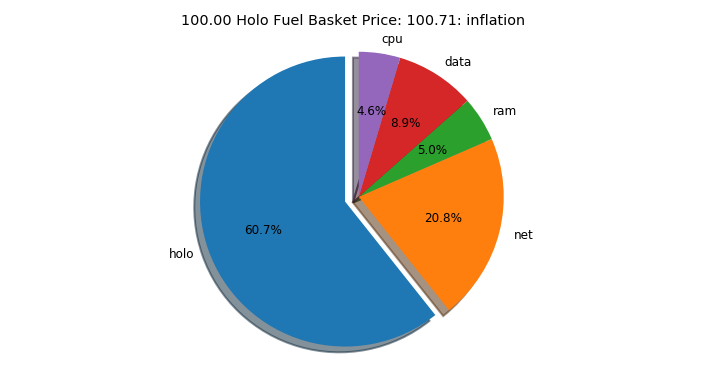 100.00 Holo Fuel Basket Price: 100.71: inflation
cpu
data
ram
4.6%
8.9%
5.0%
20.8%
60.7%
net
holo